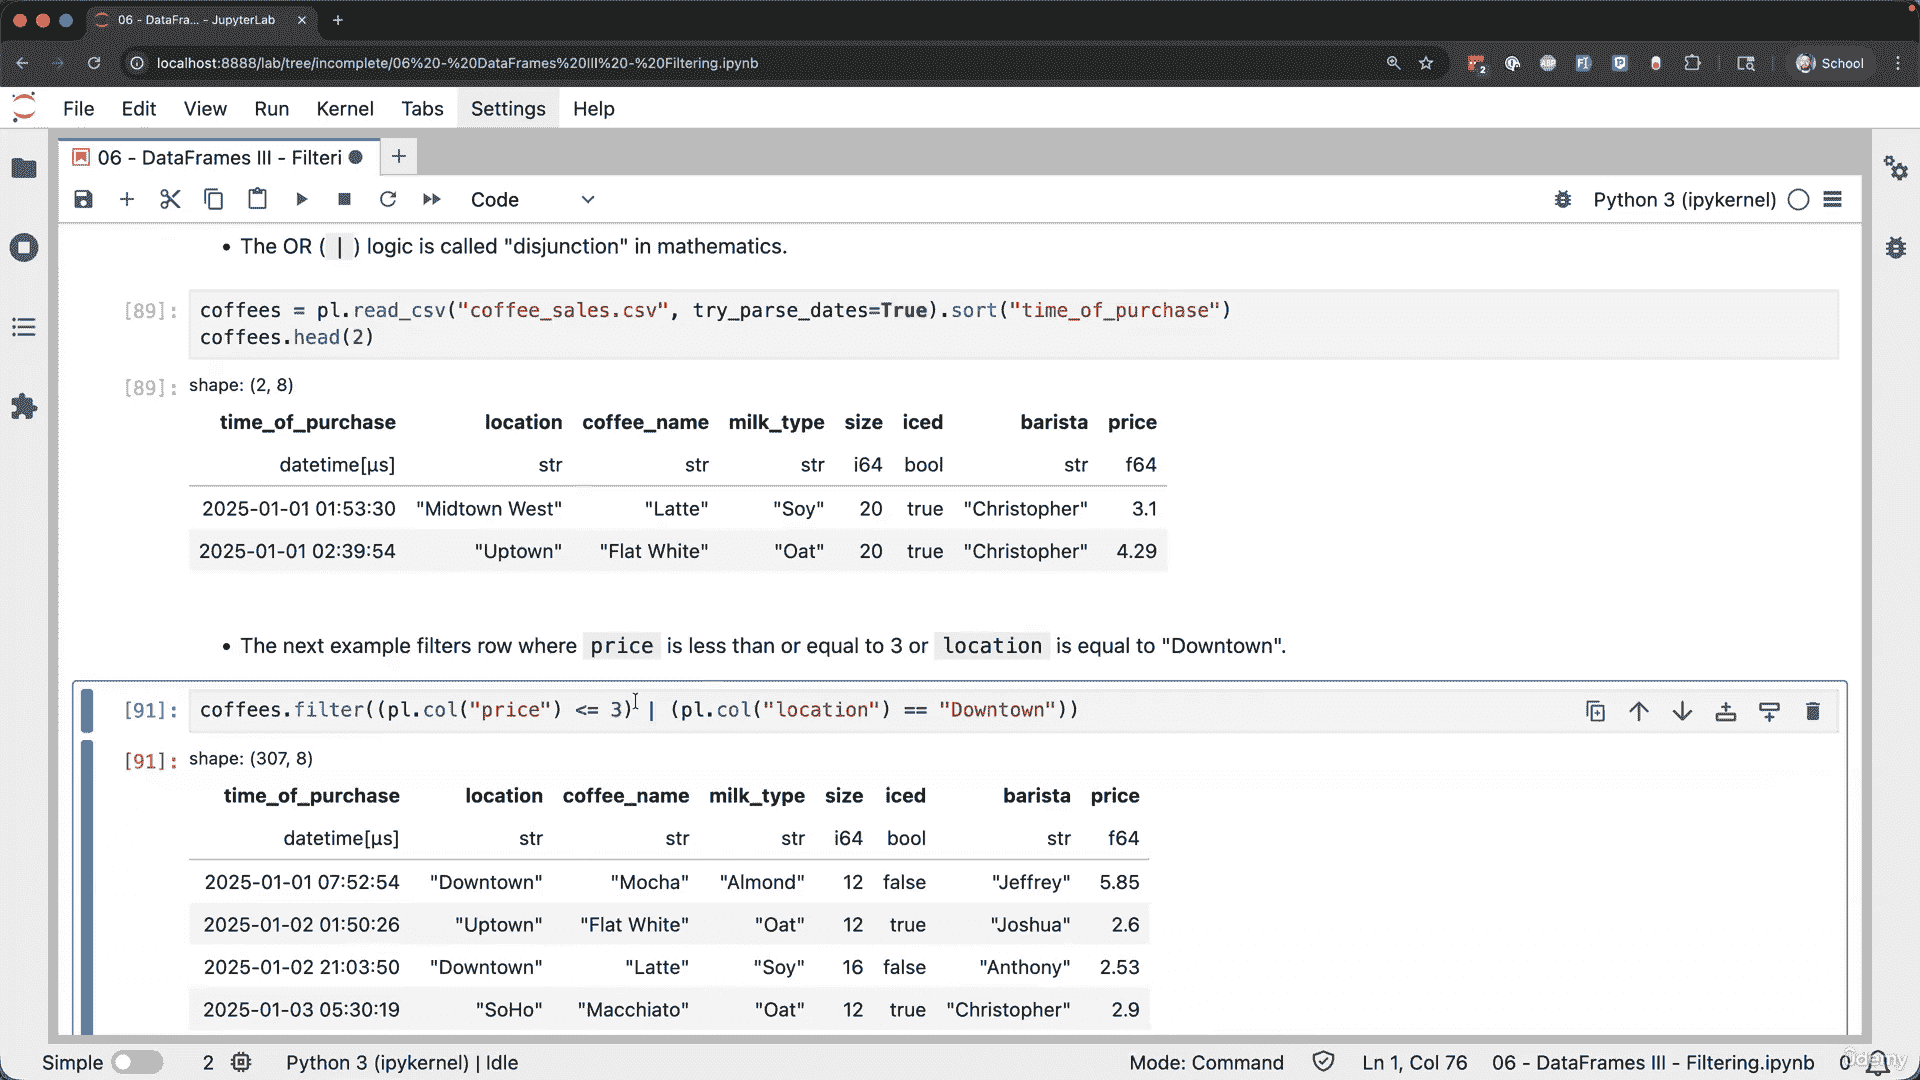 06 - DataFra... - JupyterLab
localhost:8888/lab/tree/incomplete/06%20-%20DataFrames%20III%20-%20Filtering.ipynb
2
School
File Edit View Run Kernel Tabs Settings Help
06 - DataFrames III - Filteri
Code
Python 3 (ipykernel)
• The OR ( | ) logic is called "disjunction" in mathematics.
[89]: coffees = pl.read_csv("coffee_sales.csv", try_parse_dates=True).sort("time_of_purchase")
coffees.head(2)
[89]: shape: (2, 8)
time_of_purchase location coffee_name milk_type size iced barista price
datetime[μs] str str str i64 bool str f64
2025-01-01 01:53:30 "Midtown West" "Latte" "Soy" 20 true "Christopher" 3.1
2025-01-01 02:39:54 "Uptown" "Flat White" "Oat" 20 true "Christopher" 4.29
• The next example filters row where price is less than or equal to 3 or location is equal to "Downtown".
[91]: coffees.filter((pl.col("price") <= 3) | (pl.col("location") == "Downtown"))
[91]: shape: (307, 8)
time_of_purchase location coffee_name milk_type size iced barista price
datetime[μs] str str str i64 bool str f64
2025-01-01 07:52:54 "Downtown" "Mocha" "Almond" 12 false "Jeffrey" 5.85
2025-01-02 01:50:26 "Uptown" "Flat White" "Oat" 12 true "Joshua" 2.6
2025-01-02 21:03:50 "Downtown" "Latte" "Soy" 16 false "Anthony" 2.53
2025-01-03 05:30:19 "SoHo" "Macchiato" "Oat" 12 true "Christopher" 2.9
Simple 2 Python 3 (ipykernel) | Idle Mode: Command Ln 1, Col 76 06 - DataFrames III - Filtering.ipynb 0
udemy